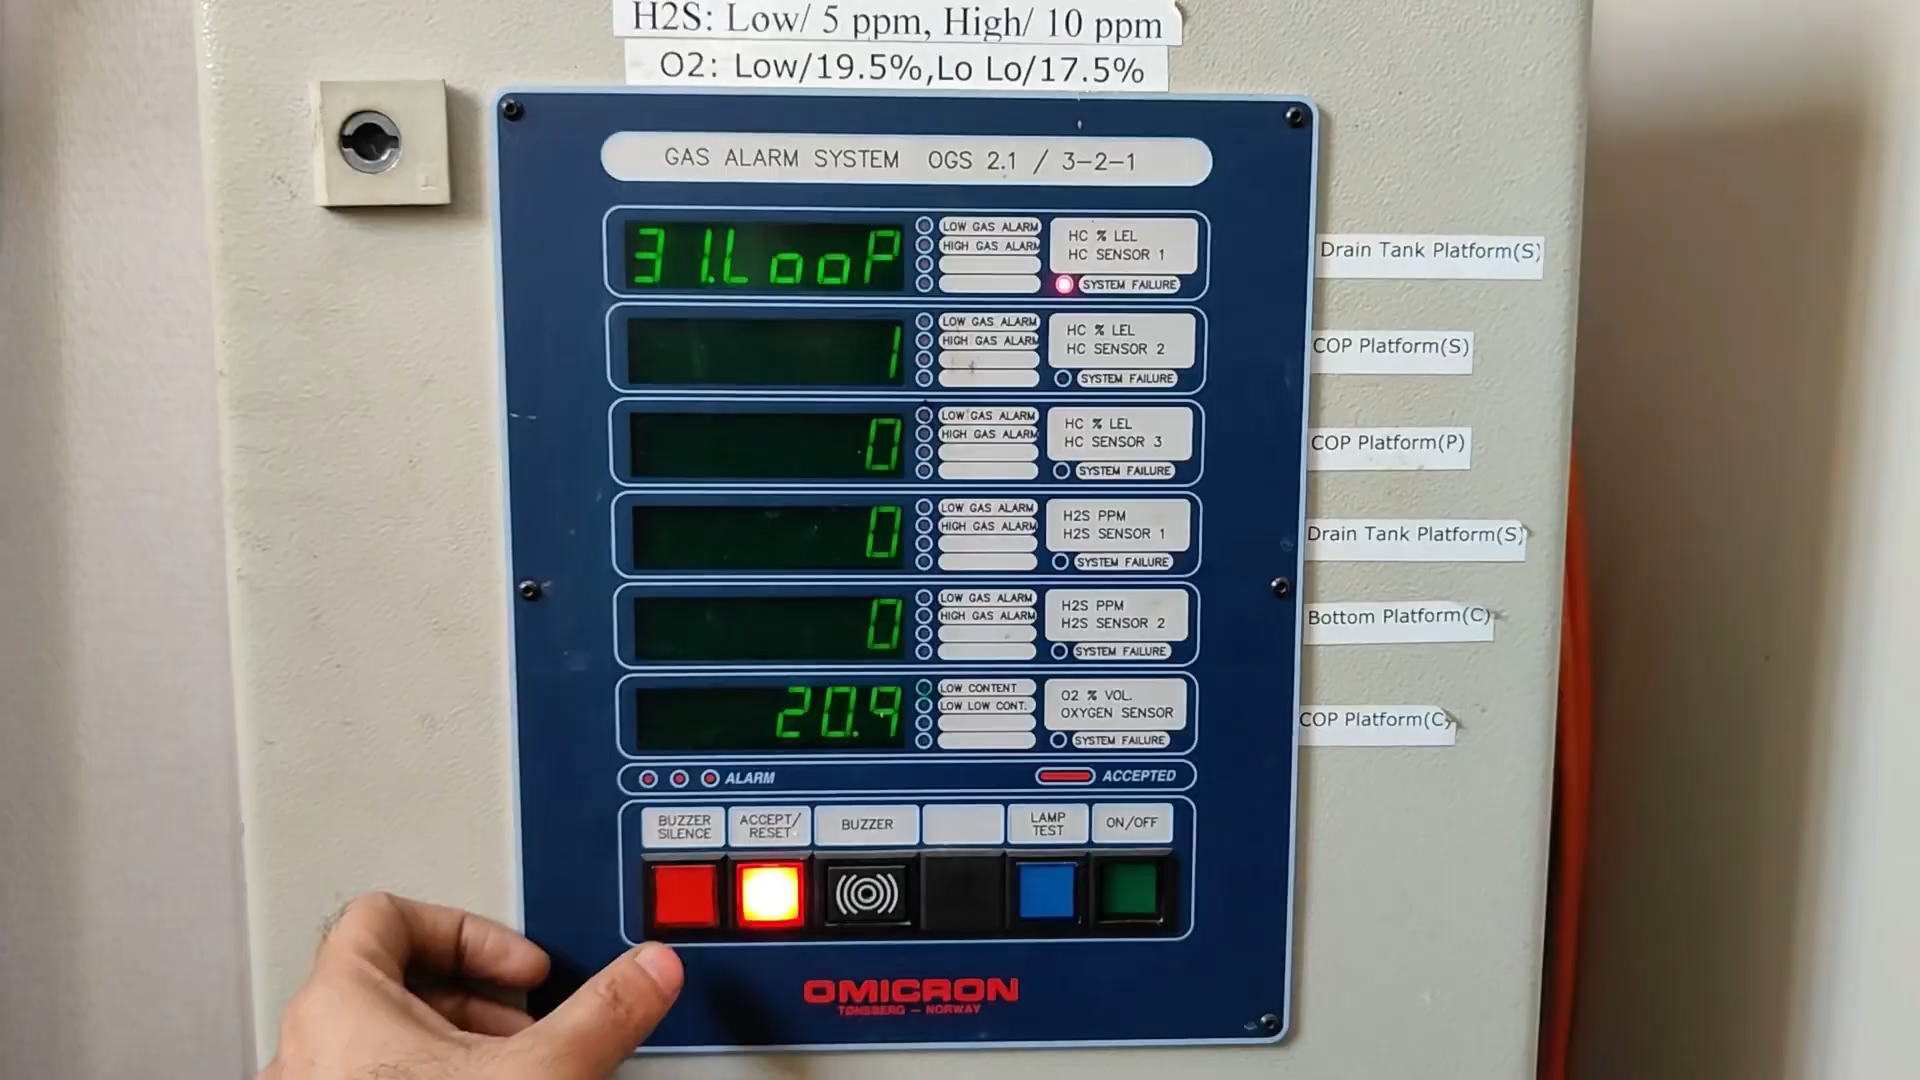 H2S: Low/ 5 ppm, High/ 10 ppm
O2: Low/19.5%,Lo Lo/17.5%
GAS ALARM SYSTEM OGS 2.1 / 3-2-1
31.LooP
LOW GAS ALARM
HIGH GAS ALARM
HC % LEL
HC SENSOR 1
SYSTEM FAILURE
Drain Tank Platform(S)
1
LOW GAS ALARM
HIGH GAS ALARM
HC % LEL
HC SENSOR 2
SYSTEM FAILURE
COP Platform(S)
0
LOW GAS ALARM
HIGH GAS ALARM
HC % LEL
HC SENSOR 3
SYSTEM FAILURE
COP Platform(P)
0
LOW GAS ALARM
HIGH GAS ALARM
H2S PPM
H2S SENSOR 1
SYSTEM FAILURE
Drain Tank Platform(S)
0
LOW GAS ALARM
HIGH GAS ALARM
H2S PPM
H2S SENSOR 2
SYSTEM FAILURE
Bottom Platform(C)
20.9
LOW CONTENT
LOW LOW CONT.
O2 % VOL.
OXYGEN SENSOR
SYSTEM FAILURE
COP Platform(C)
ALARM
ACCEPTED
BUZZER
SILENCE
ACCEPT/
RESET
BUZZER
LAMP
TEST
ON/OFF
OMICRON
TØNSBERG – NORWAY